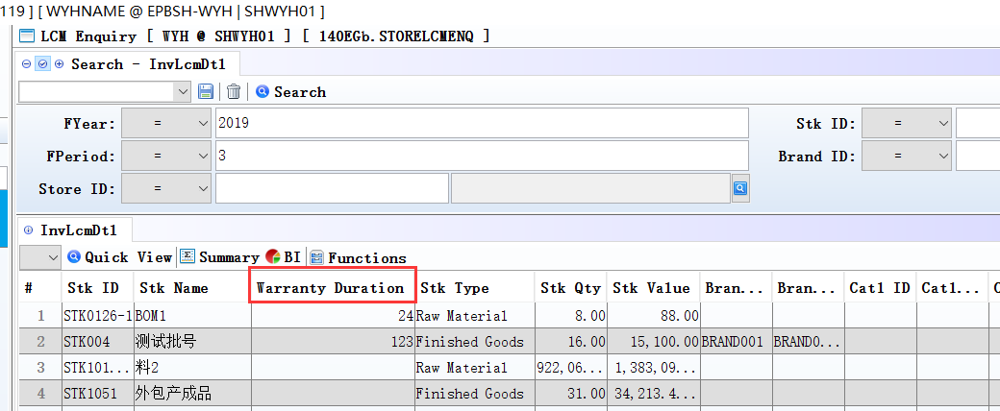 119 ] [ WYHNAME @ EPBSH-WYH | SHWYH01 ]
LCM Enquiry [ WYH @ SHWYH01 ] [ 140EGb.STORELCMENQ ]
Search - InvLcmDt1
Search
FYear: = 2019 Stk ID: =
FPeriod: = 3 Brand ID: =
Store ID: =
InvLcmDt1
Quick View Summary BI Functions
# Stk ID Stk Name Warranty Duration Stk Type Stk Qty Stk Value Bran... Bran... Cat1 ID Cat1...
1 STK0126-1 BOM1 24 Raw Material 8.00 88.00
2 STK004 测试批号 123 Finished Goods 16.00 15,100.00 BRAND001 BRAND0...
3 STK101... 料2 Raw Material 922,06... 1,383,09...
4 STK1051 外包产成品 Finished Goods 31.00 34,213.4...